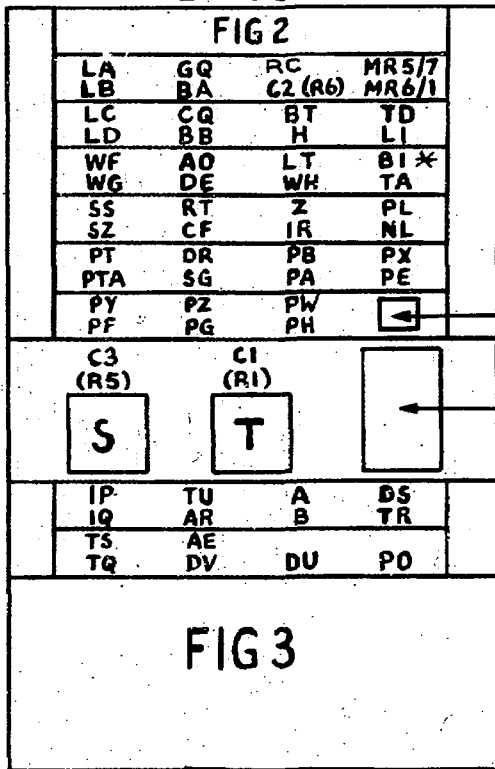 FIG 2
LA GQ RC MR5/7
LB BA C2 (R6) MR6/1
LC CQ BT TD
LD BB H LI
WF AO LT BI *
WG DE WH TA
SS RT Z PL
SZ CF IR NL
PT DR PB PX
PTA SG PA PE
PY PZ PW
PF PG PH
C3 C1
(R5) (R1)
S T
IP TU A DS
IQ AR B TR
TS AE
TQ DV DU PO
FIG 3